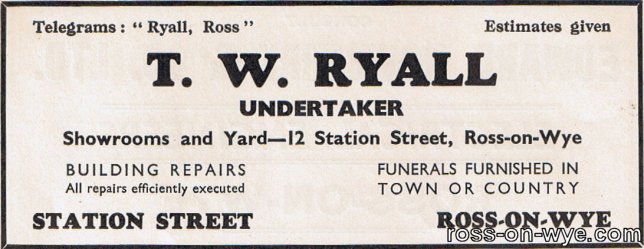 Telegrams: "Ryall, Ross" Estimates given
T. W. RYALL
UNDERTAKER
Showrooms and Yard—12 Station Street, Ross-on-Wye
BUILDING REPAIRS
All repairs efficiently executed
FUNERALS FURNISHED IN
TOWN OR COUNTRY
STATION STREET ROSS-ON-WYE
ross-on-wye.com